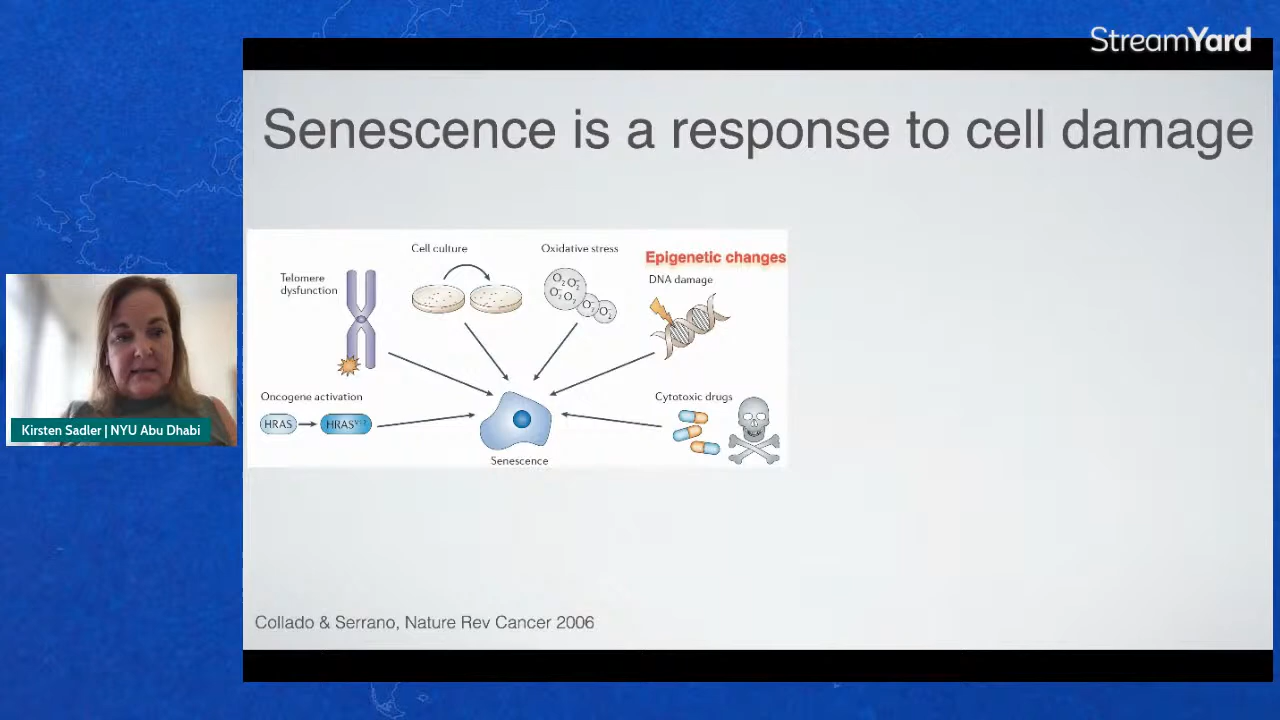 StreamYard
Senescence is a response to cell damage
Cell culture
Oxidative stress
Epigenetic changes
Telomere
dysfunction
DNA damage
Oncogene activation
HRAS
Cytotoxic drugs
Senescence
Kirsten Sadler | NYU Abu Dhabi
Collado & Serrano, Nature Rev Cancer 2006